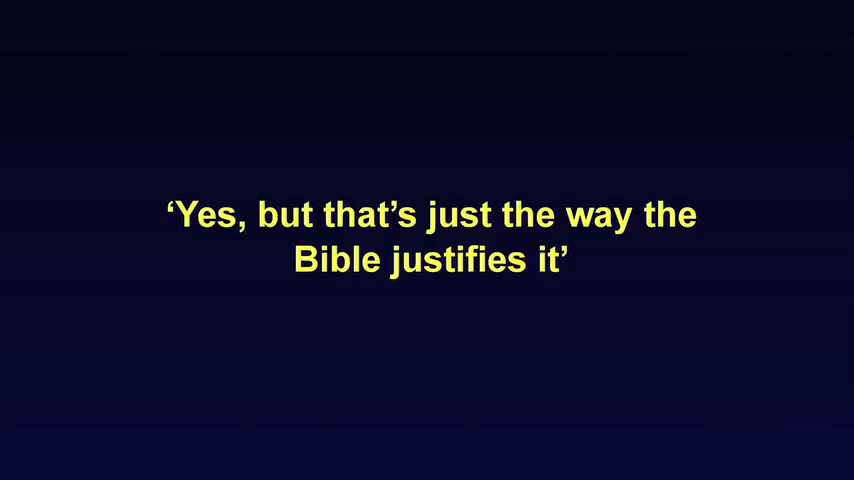 ‘Yes, but that’s just the way the
Bible justifies it’